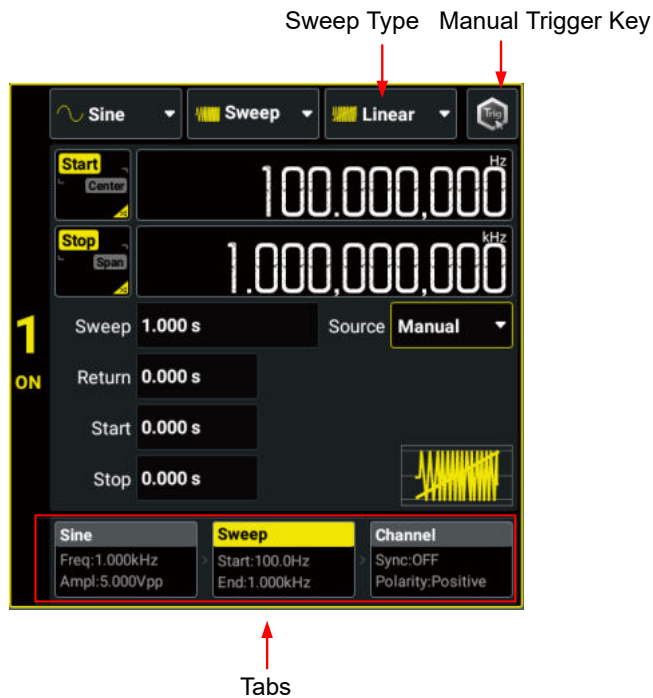 Sweep Type Manual Trigger Key
Sine Sweep Linear Trig
Start Center 100.000,000 Hz
Stop Span 1.000,000,000 kHz
Sweep 1.000 s Source Manual
1
ON
Return 0.000 s
Start 0.000 s
Stop 0.000 s
Sine Sweep Channel
Freq:1.000kHz Start:100.0Hz Sync:OFF
Ampl:5.000Vpp End:1.000kHz Polarity:Positive
Tabs